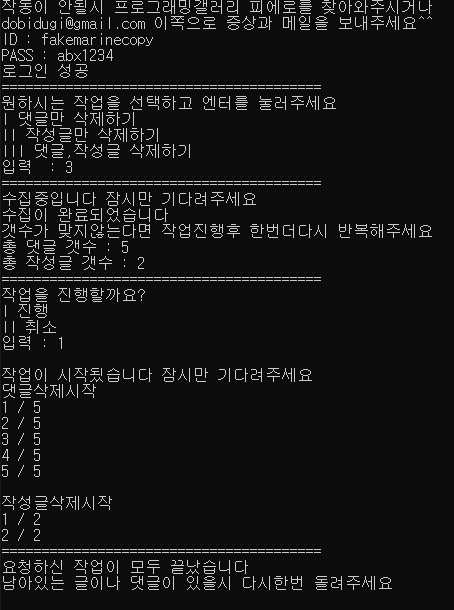 작동이 안될시 프로그래밍갤러리 피에로를 찾아와주시거나
dobidugi@gmail.com 이쪽으로 증상과 메일을 보내주세요^^
ID : fakemarinecopy
PASS : abx1234
로그인 성공
========================================
원하시는 작업을 선택하고 엔터를 눌러주세요
Ⅰ 댓글만 삭제하기
Ⅱ 작성글만 삭제하기
Ⅲ 댓글,작성글 삭제하기
입력  : 3
========================================
수집중입니다 잠시만 기다려주세요
수집이 완료되었습니다
갯수가 맞지않는다면 작업진행후 한번더다시 반복해주세요
총 댓글 갯수 : 5
총 작성글 갯수 : 2
========================================
작업을 진행할까요?
Ⅰ 진행
Ⅱ 취소
입력 : 1
작업이 시작됬습니다 잠시만 기다려주세요
댓글삭제시작
1 / 5
2 / 5
3 / 5
4 / 5
5 / 5
작성글삭제시작
1 / 2
2 / 2
========================================
요청하신 작업이 모두 끝났습니다
남아있는 글이나 댓글이 있을시 다시한번 돌려주세요